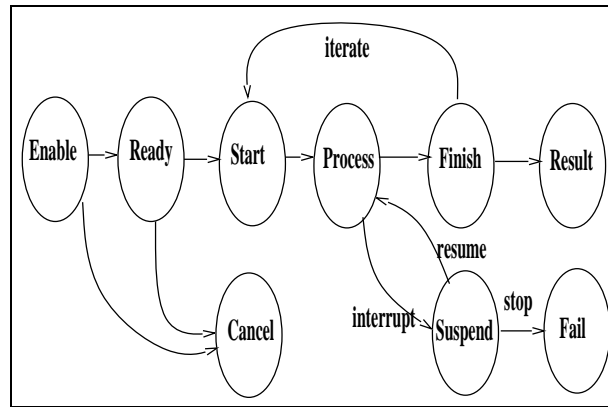 iterate
Enable
Ready
Start
Process
Finish
Result
resume
interrupt
stop
Cancel
Suspend
Fail